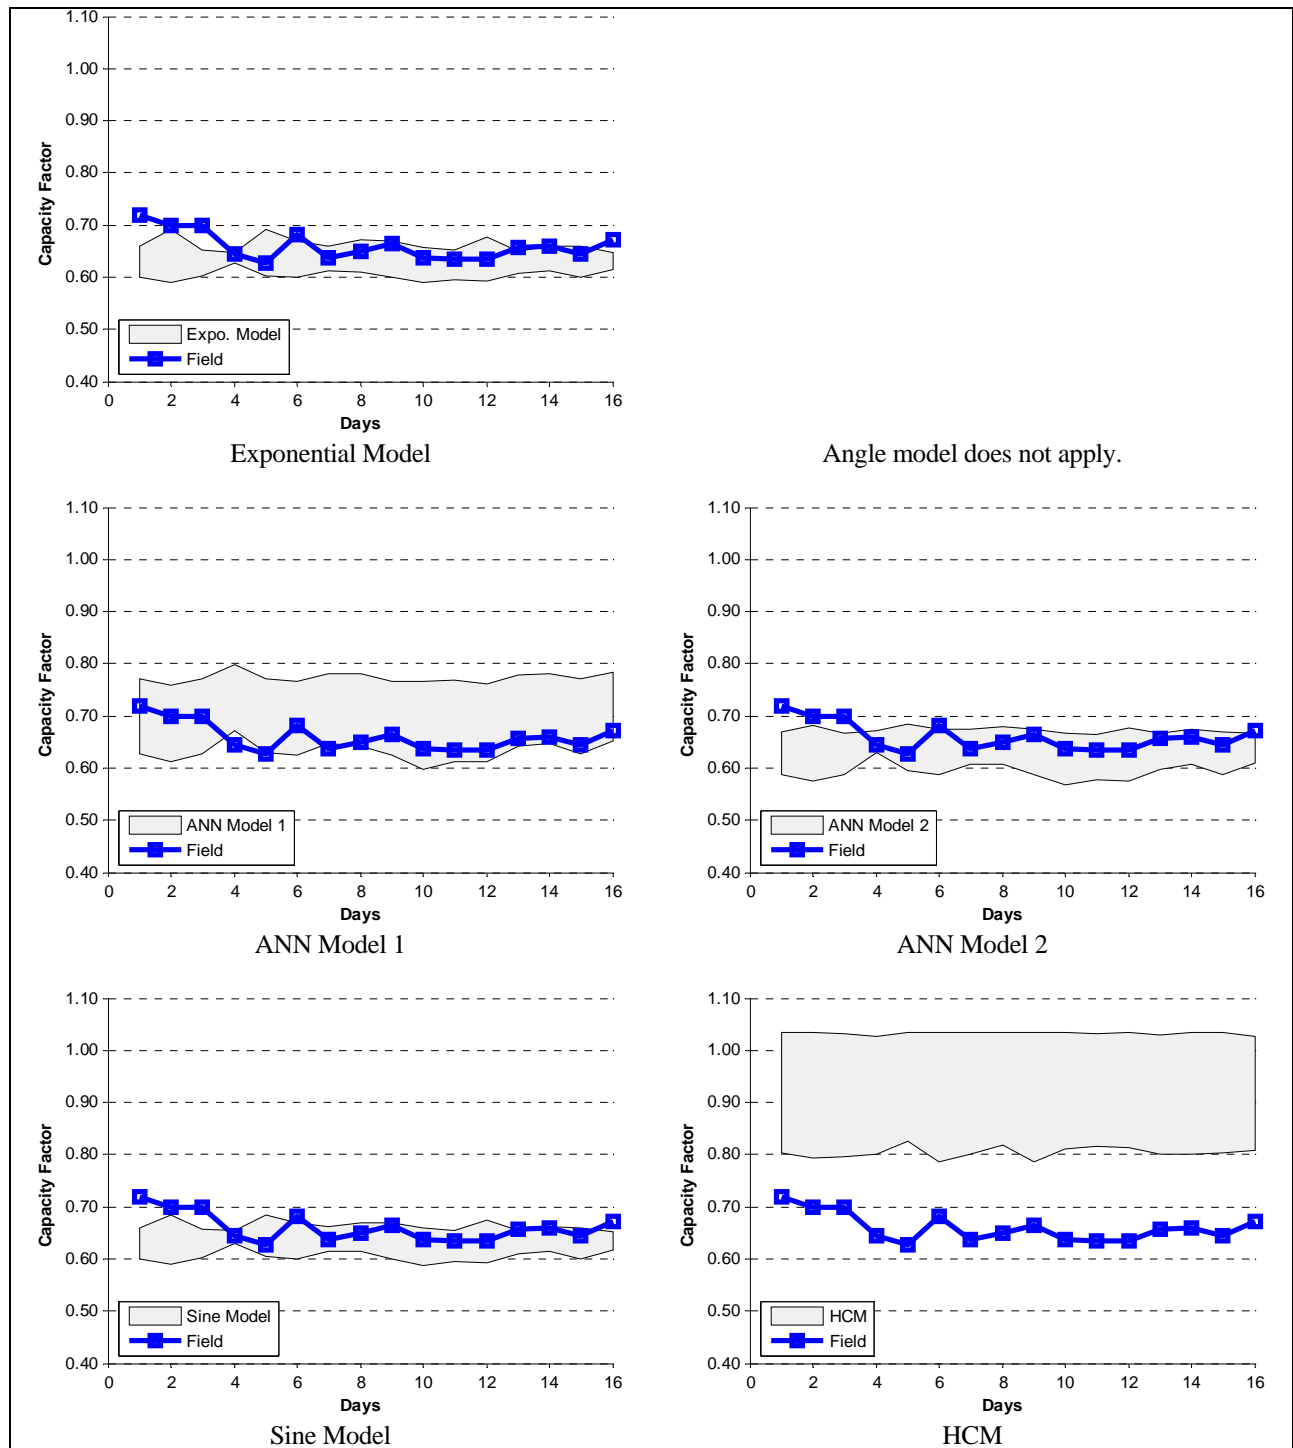 1.10
1.00
0.90
0.80
0.70
0.60
0.50
0.40
Capacity Factor
Expo. Model
Field
0 2 4 6 8 10 12 14 16
Days
Exponential Model
Angle model does not apply.
1.10
1.00
0.90
0.80
0.70
0.60
0.50
0.40
Capacity Factor
ANN Model 1
Field
0 2 4 6 8 10 12 14 16
Days
ANN Model 1
1.10
1.00
0.90
0.80
0.70
0.60
0.50
0.40
Capacity Factor
ANN Model 2
Field
0 2 4 6 8 10 12 14 16
Days
ANN Model 2
1.10
1.00
0.90
0.80
0.70
0.60
0.50
0.40
Capacity Factor
Sine Model
Field
0 2 4 6 8 10 12 14 16
Days
Sine Model
1.10
1.00
0.90
0.80
0.70
0.60
0.50
0.40
Capacity Factor
HCM
Field
0 2 4 6 8 10 12 14 16
Days
HCM